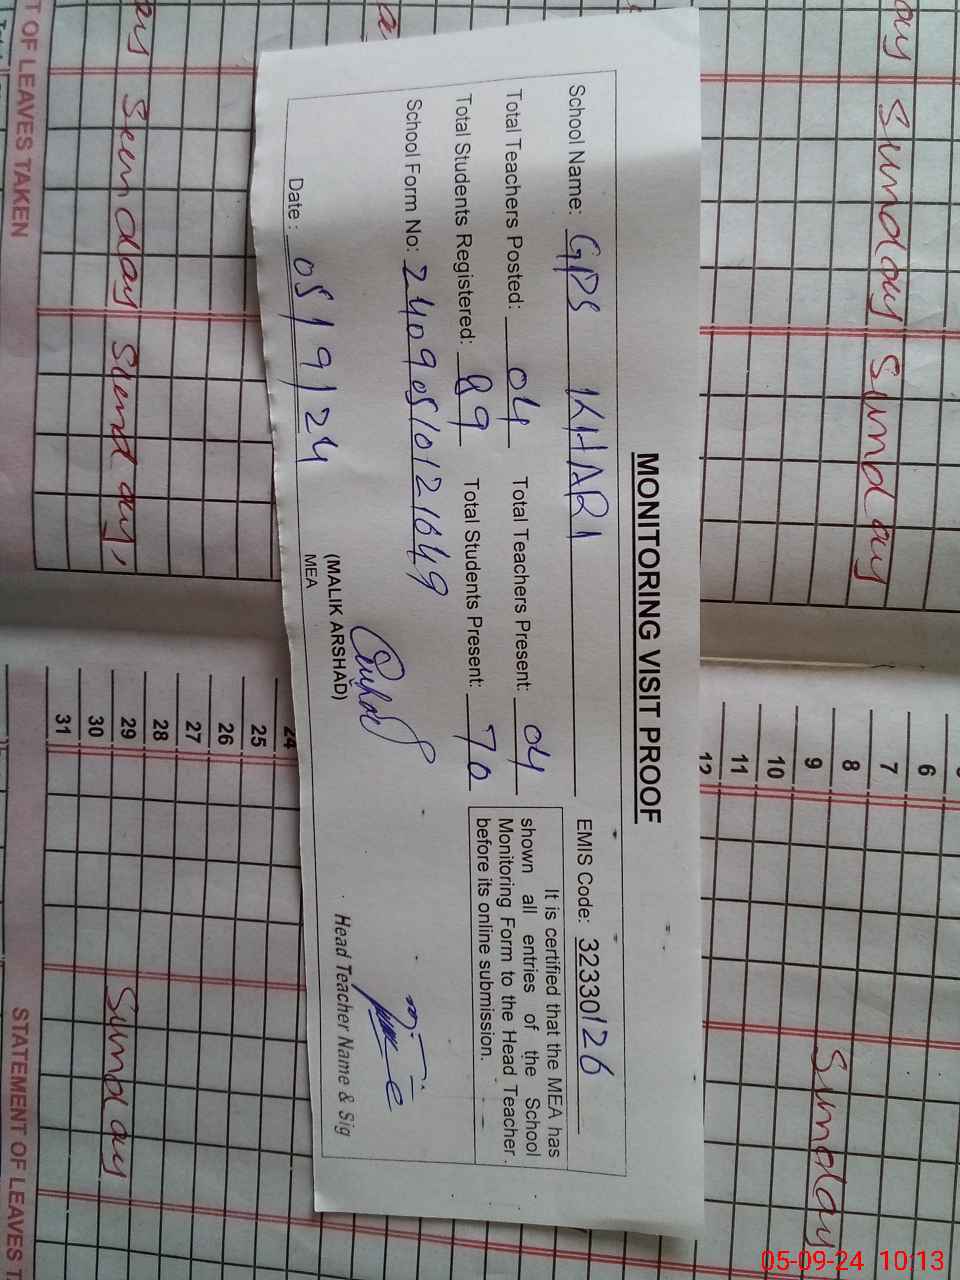 MONITORING VISIT PROOF
School Name: GPS KHARI EMIS Code: 32330126
Total Teachers Posted: 04 Total Teachers Present: 04
Total Students Registered: 89 Total Students Present: 70
It is certified that the MEA has
shown all entries of the School
Monitoring Form to the Head Teacher
before its online submission.
School Form No:
(MALIK ARSHAD)
MEA
Date: 05/9/24
Head Teacher Name & Sig
T OF LEAVES TAKEN
Sunday
Sunday
Sunday
Sunday
6
7
8
9
10
11
12
24
25
26
27
28
29
30
31
Sunday
Sunday
STATEMENT OF LEAVES T
05-09-24 10:13